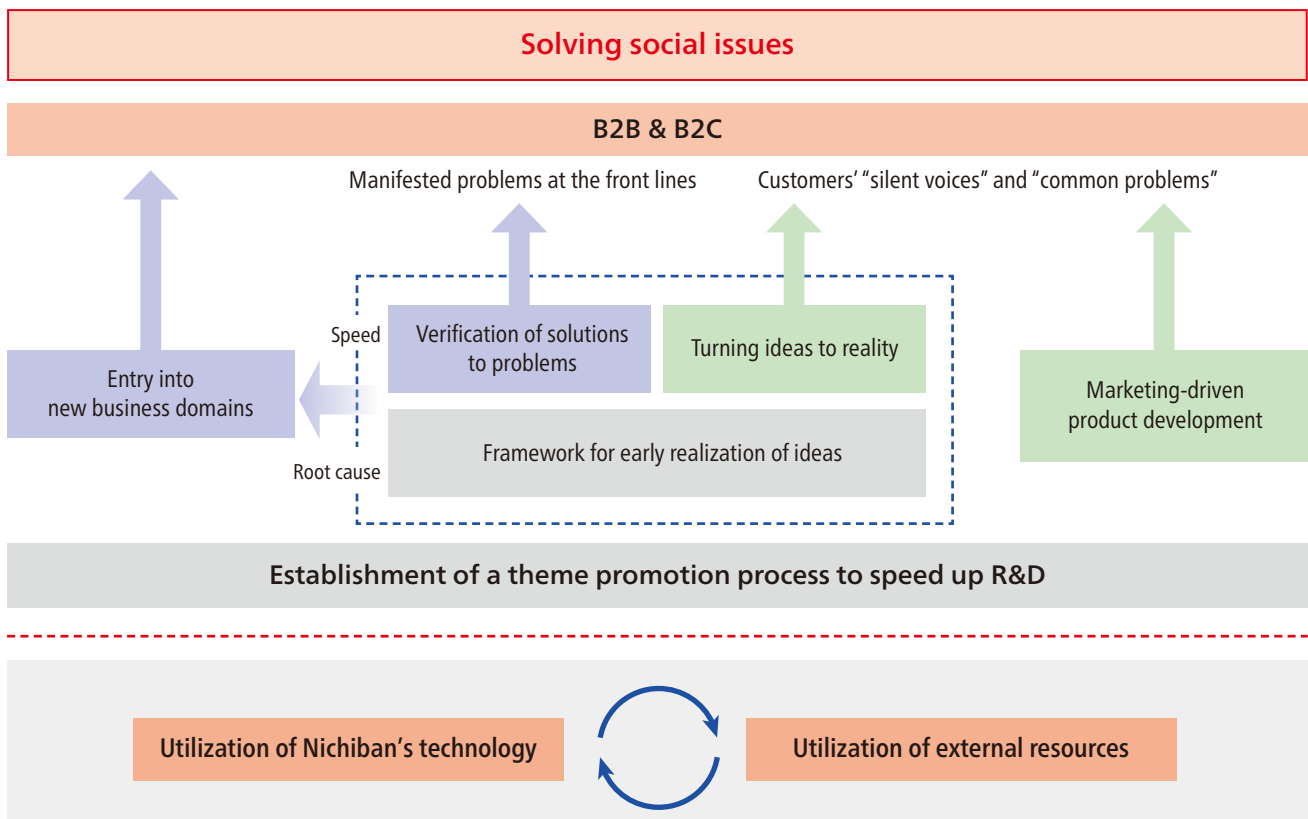 Solving social issues
B2B & B2C
Manifested problems at the front lines
Customers’ “silent voices” and “common problems”
Speed
Verification of solutions
to problems
Turning ideas to reality
Entry into
new business domains
Marketing-driven
product development
Root cause
Framework for early realization of ideas
Establishment of a theme promotion process to speed up R&D
Utilization of Nichiban’s technology
Utilization of external resources